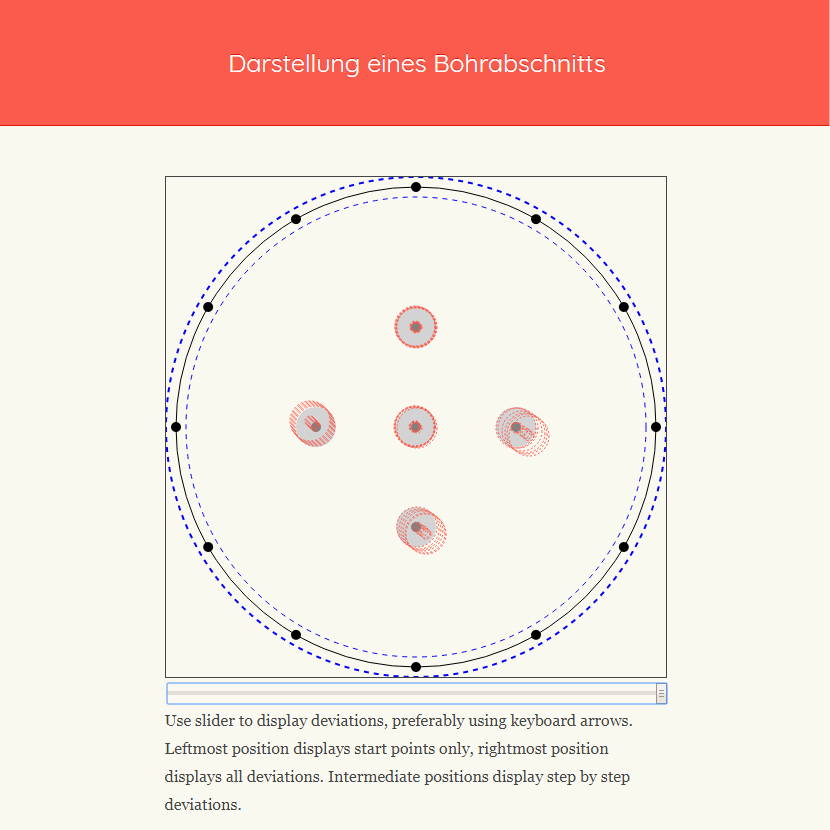 Darstellung eines Bohrabschnitts
Use slider to display deviations, preferably using keyboard arrows.
Leftmost position displays start points only, rightmost position
displays all deviations. Intermediate positions display step by step
deviations.